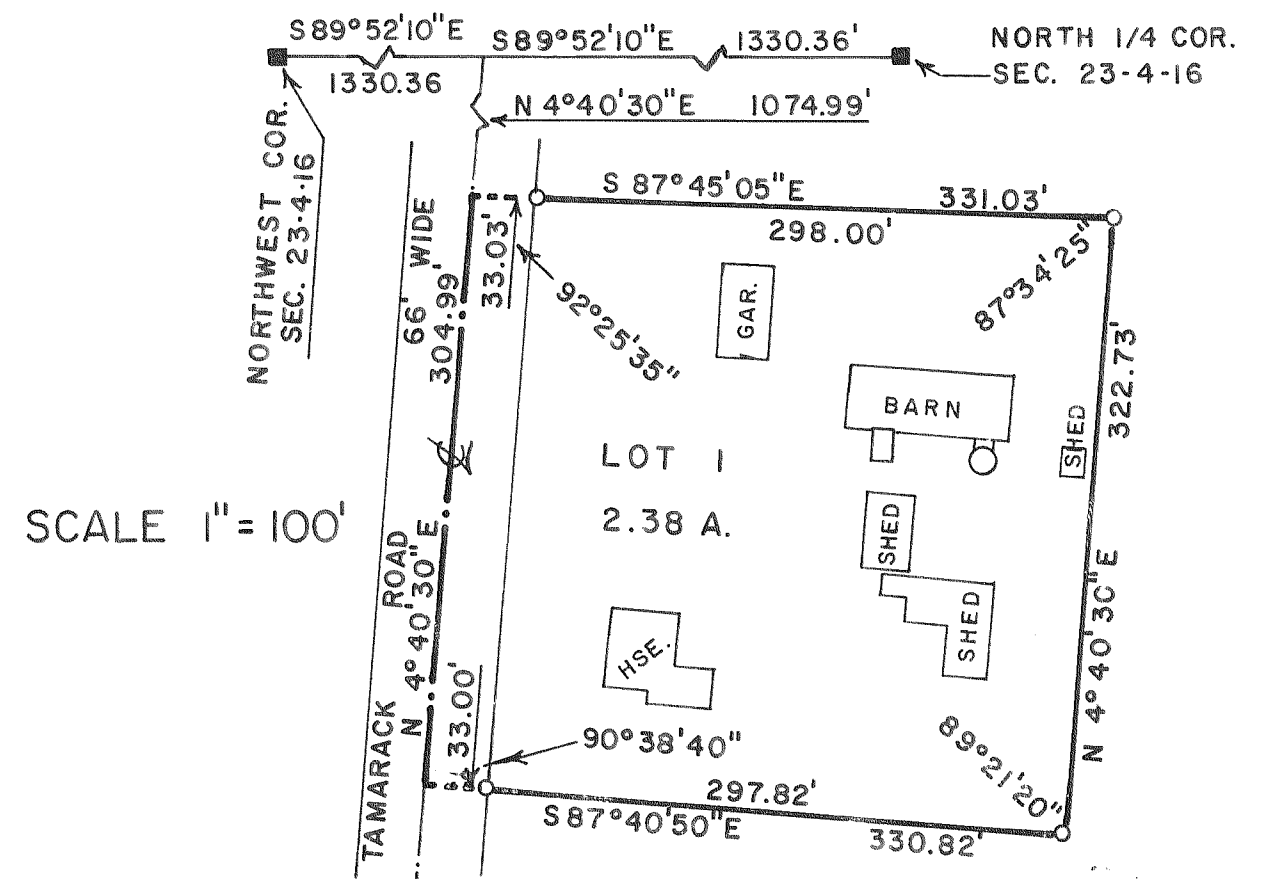 S89°52'10"E
S89°52'10"E 1330.36'
1330.36
NORTH 1/4 COR.
SEC. 23-4-16
N 4°40'30"E 1074.99'
NORTHWEST COR.
SEC. 23-4-16
S 87°45'05"E 331.03'
298.00'
87°34'25"
66' WIDE
304.99'
33.03'
92°25'35"
GAR.
BARN
SHED
322.73'
LOT 1
2.38 A.
SCALE 1"=100'
SHED
SHED
HSE.
TAMARACK ROAD
N 4°40'30"E
33.00'
90°38'40"
N 4°40'30"E
89°21'20"
297.82'
S87°40'50"E 330.82'